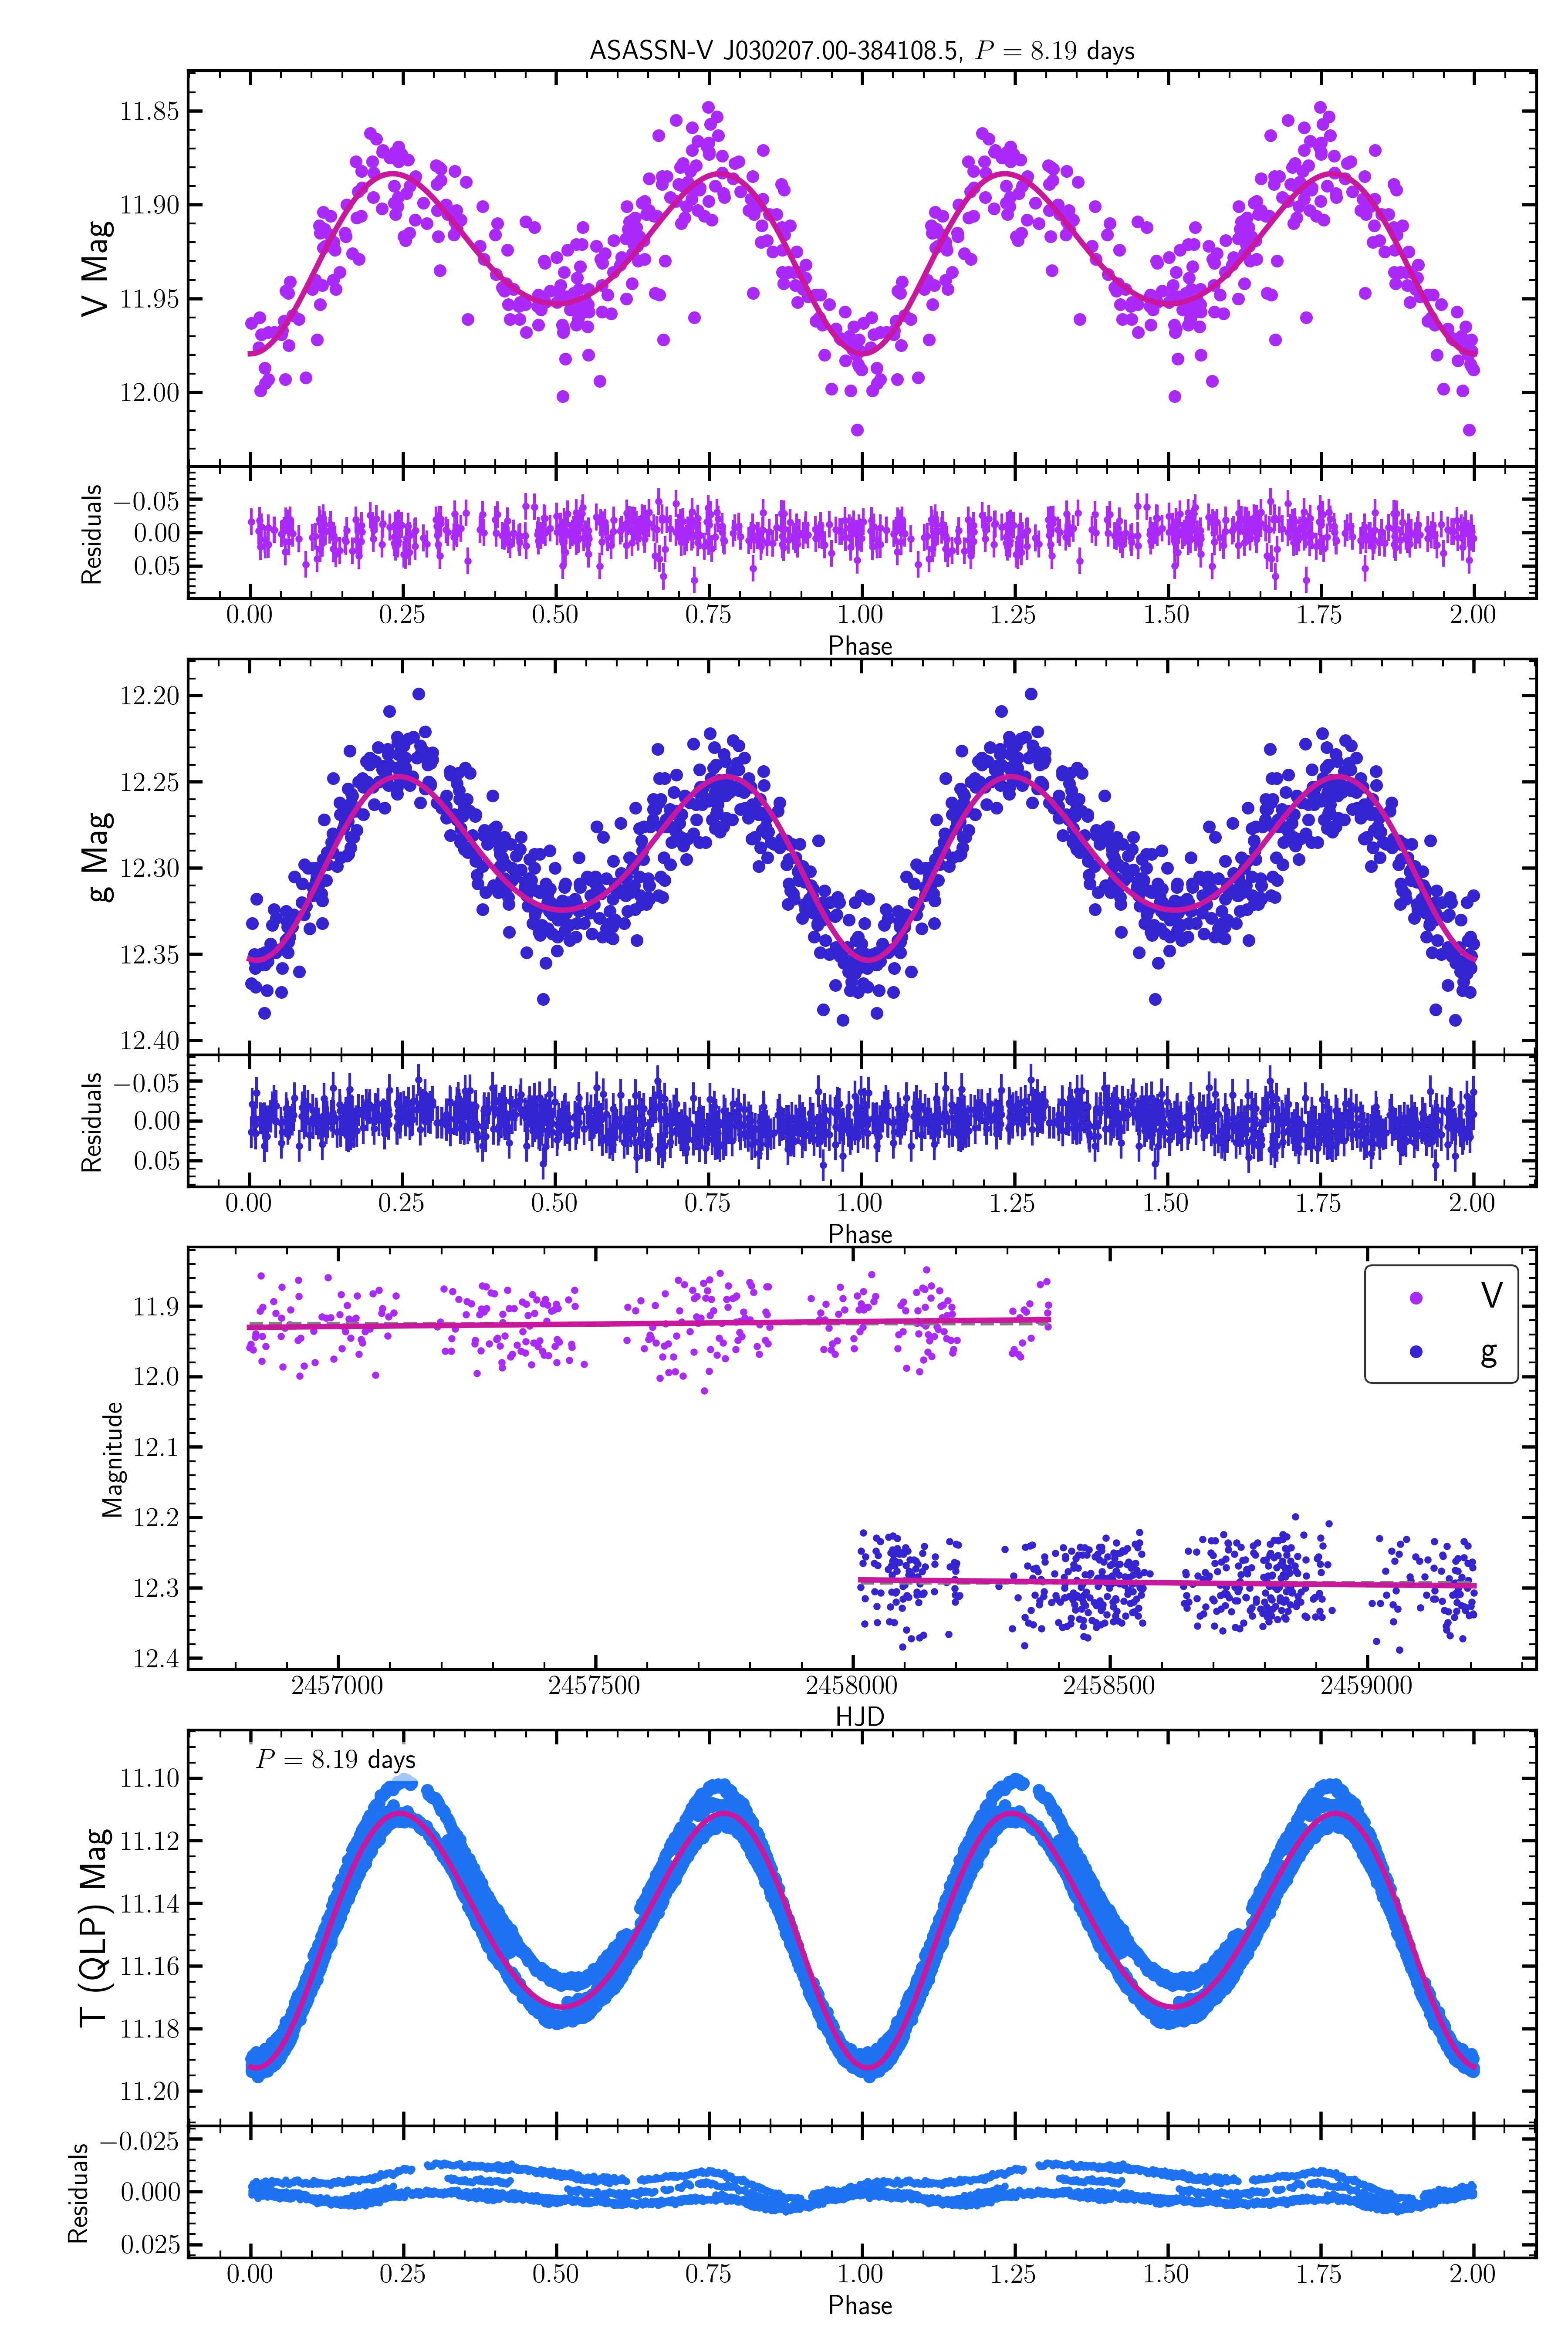 ASASSN-V J030207.00-384108.5, P = 8.19 days
V Mag
11.85
11.90
11.95
12.00
Residuals
−0.05
0.00
0.05
0.00 0.25 0.50 0.75 1.00 1.25 1.50 1.75 2.00
Phase
g Mag
12.20
12.25
12.30
12.35
12.40
Residuals
−0.05
0.00
0.05
0.00 0.25 0.50 0.75 1.00 1.25 1.50 1.75 2.00
Phase
Magnitude
11.9
12.0
12.1
12.2
12.3
12.4
V
g
2457000 2457500 2458000 2458500 2459000
HJD
P = 8.19 days
T (QLP) Mag
11.10
11.12
11.14
11.16
11.18
11.20
Residuals
−0.025
0.000
0.025
0.00 0.25 0.50 0.75 1.00 1.25 1.50 1.75 2.00
Phase